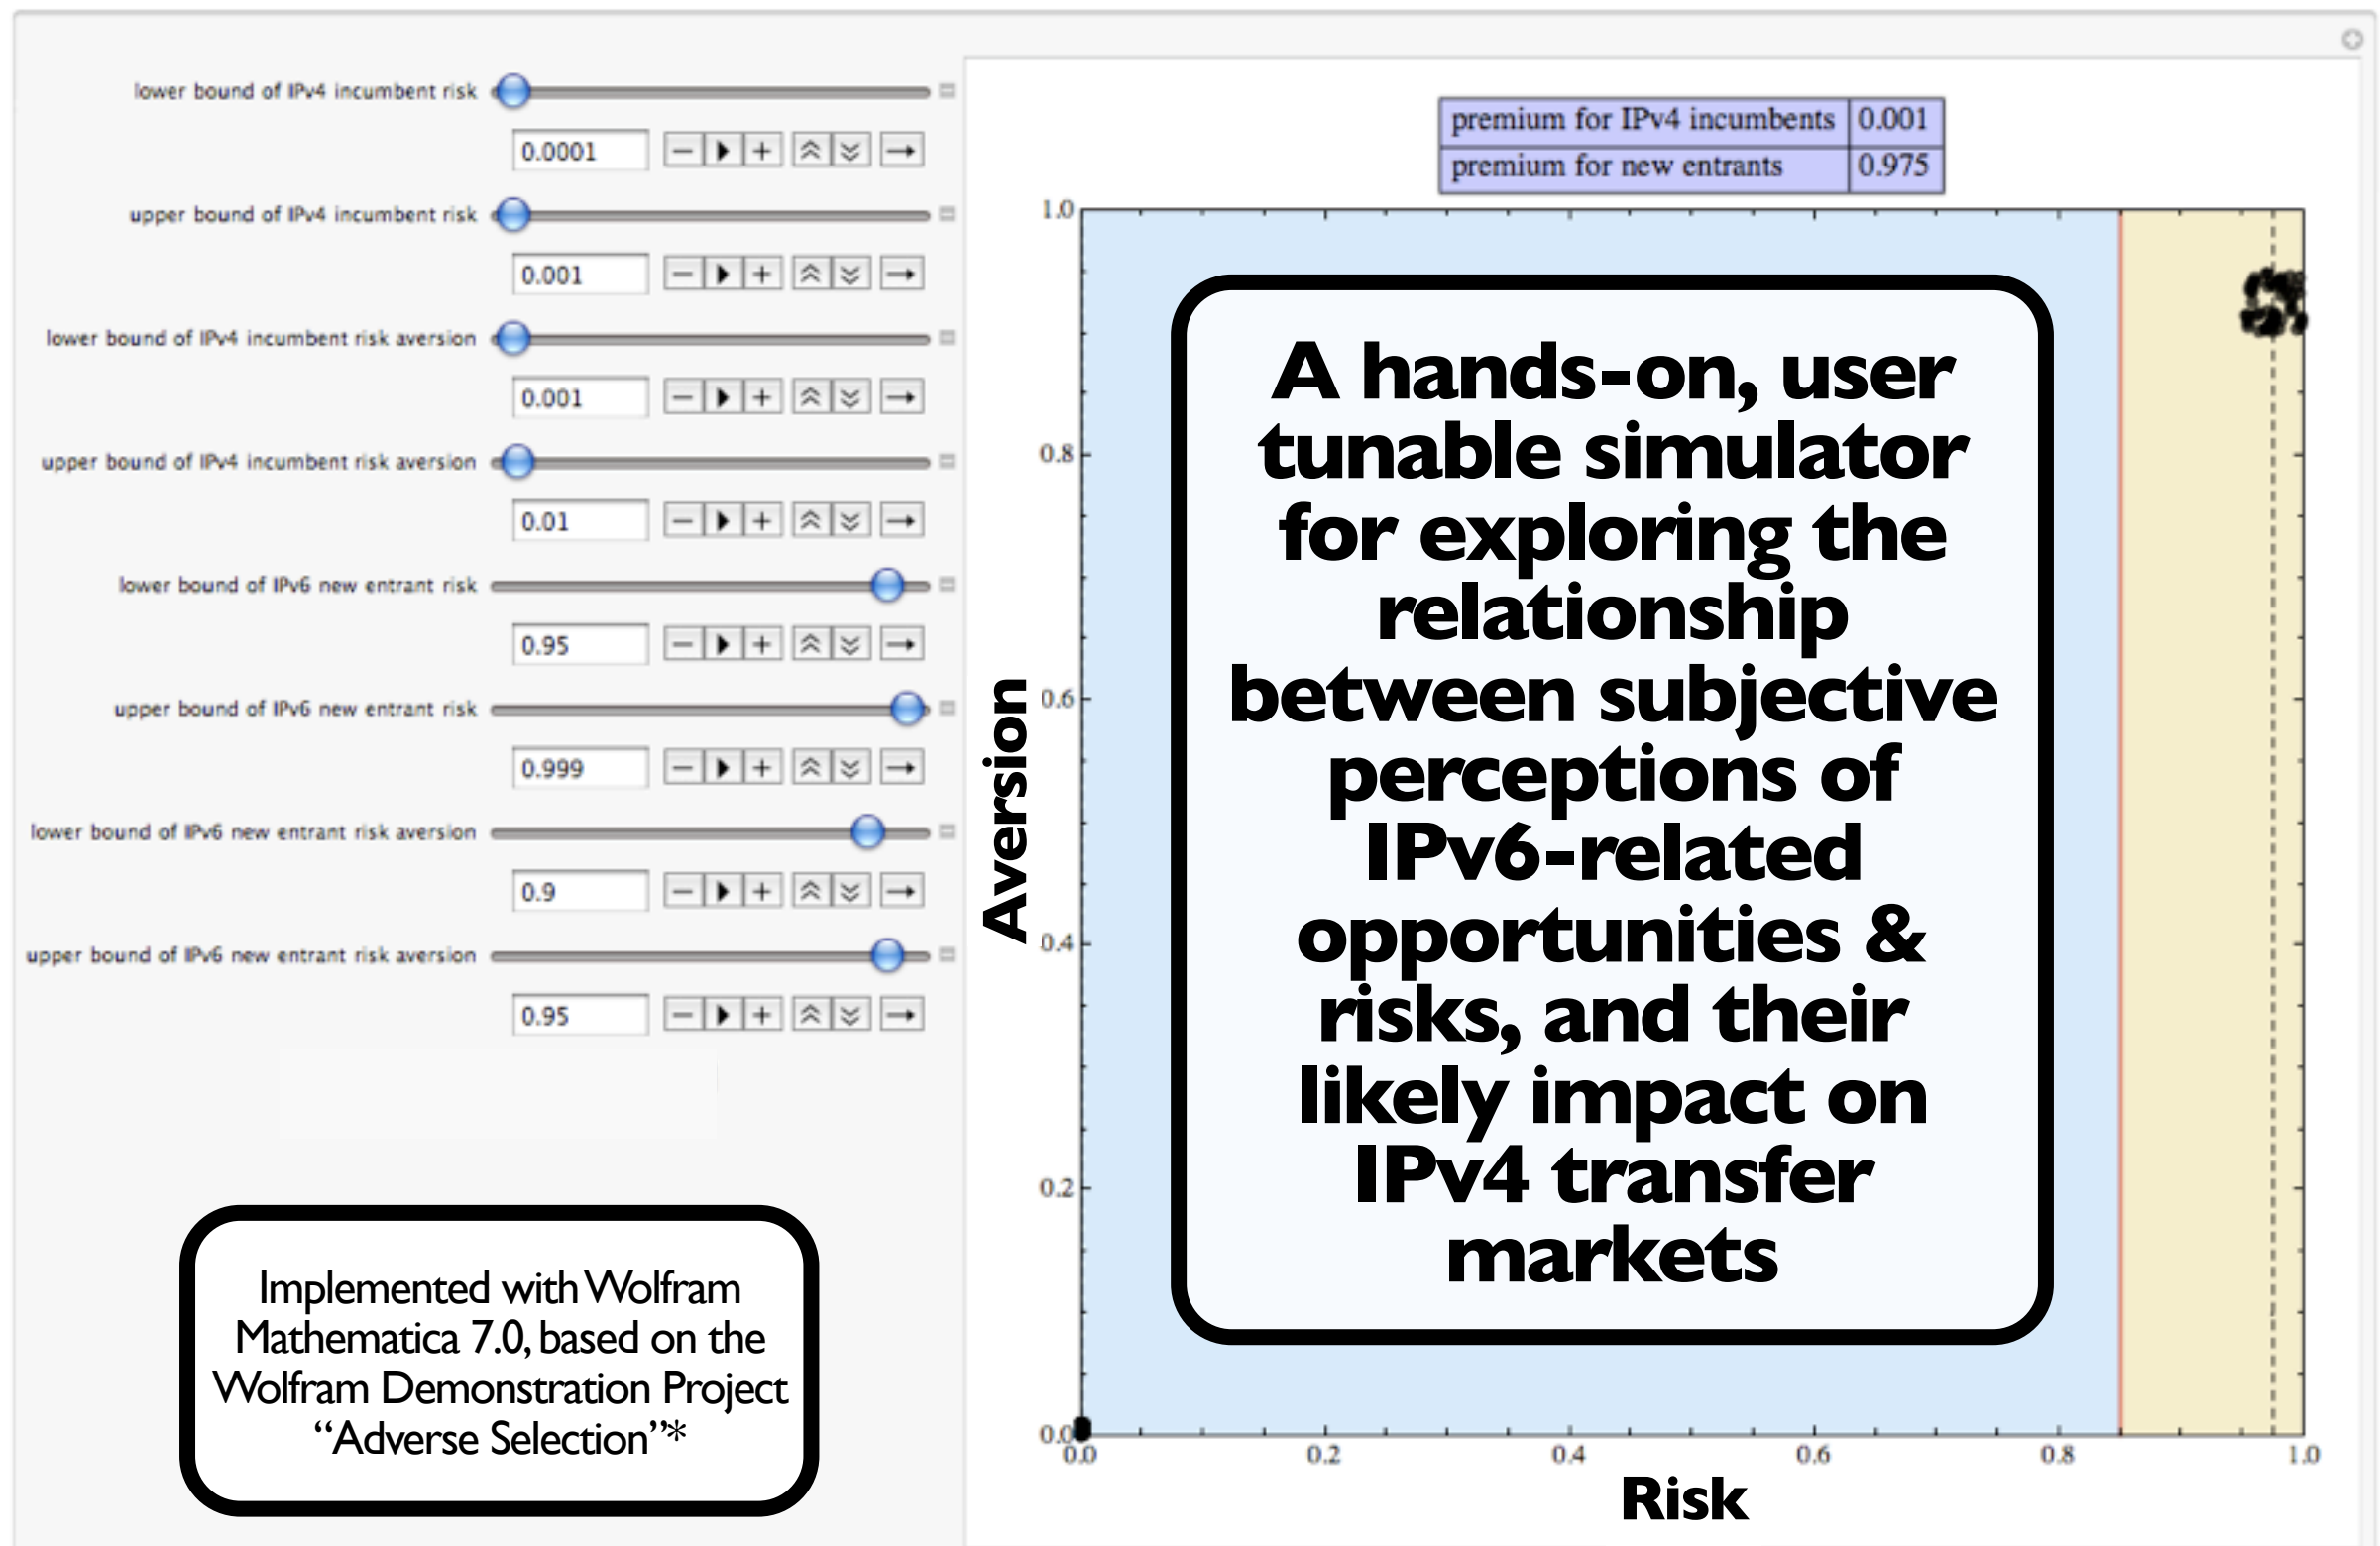 lower bound of IPv4 incumbent risk
0.0001
upper bound of IPv4 incumbent risk
0.001
lower bound of IPv4 incumbent risk aversion
0.001
upper bound of IPv4 incumbent risk aversion
0.01
lower bound of IPv6 new entrant risk
0.95
upper bound of IPv6 new entrant risk
0.999
lower bound of IPv6 new entrant risk aversion
0.9
upper bound of IPv6 new entrant risk aversion
0.95
Implemented with Wolfram
Mathematica 7.0, based on the
Wolfram Demonstration Project
“Adverse Selection”*
premium for IPv4 incumbents 0.001
premium for new entrants 0.975
1.0
0.8
0.6
0.4
0.2
0.0
Aversion
A hands-on, user
tunable simulator
for exploring the
relationship
between subjective
perceptions of
IPv6-related
opportunities &
risks, and their
likely impact on
IPv4 transfer
markets
0.0 0.2 0.4 0.6 0.8 1.0
Risk